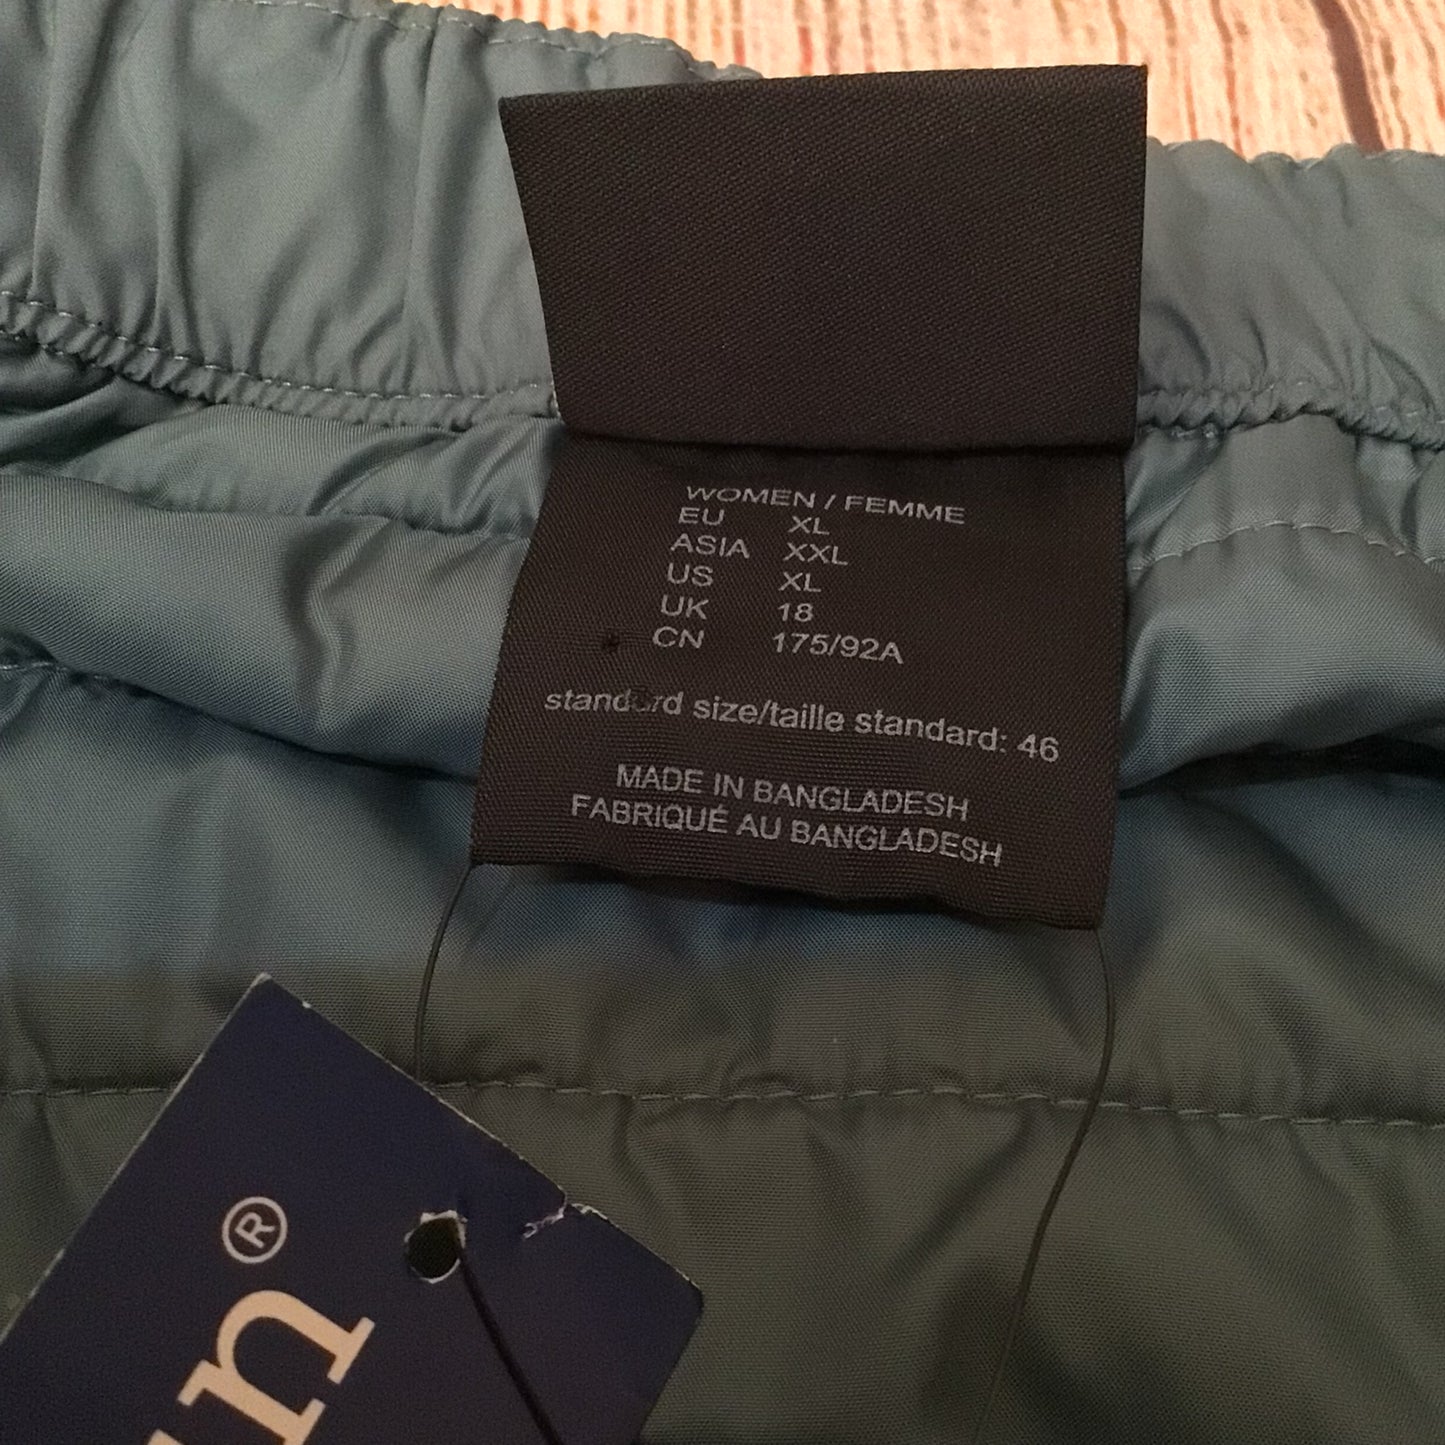 WOMEN / FEMME
EU XL
ASIA XXL
US XL
UK 18
CN 175/92A
standard size/taille standard: 46
MADE IN BANGLADESH
FABRIQUÉ AU BANGLADESH
un®